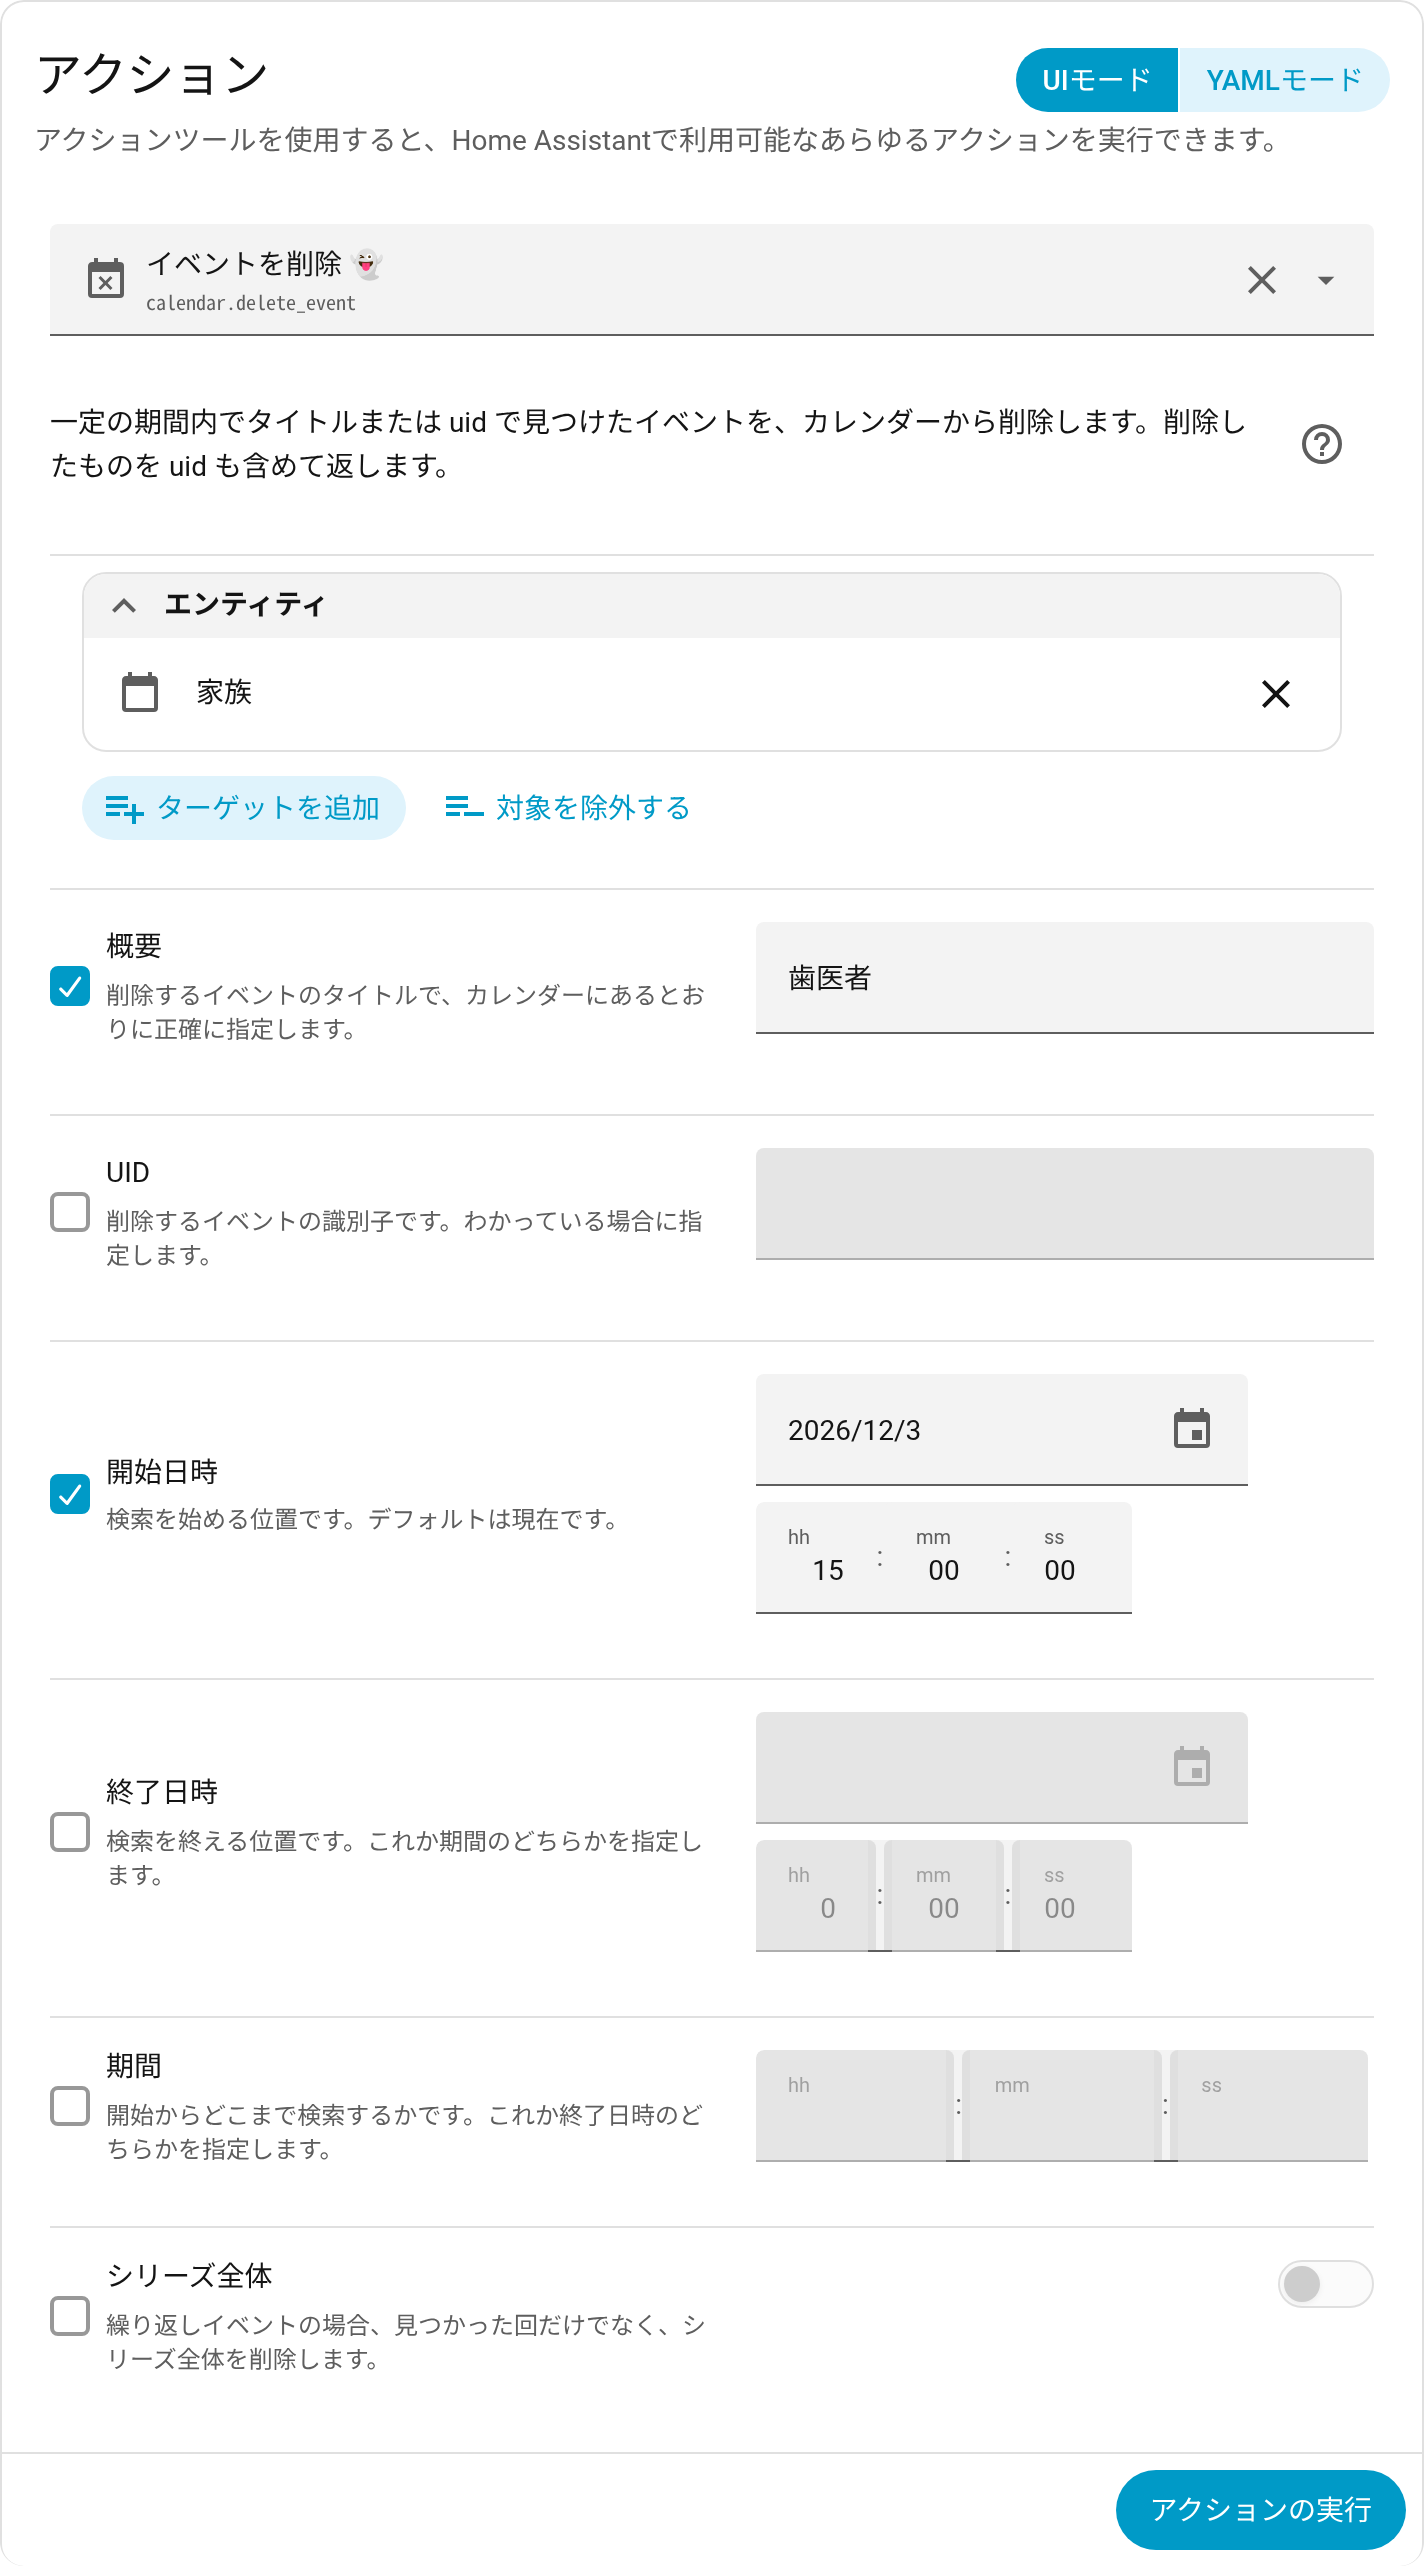 アクション
UIモード
YAMLモード
アクションツールを使用すると、Home Assistantで利用可能なあらゆるアクションを実行できます。
イベントを削除 👻
calendar.delete_event
一定の期間内でタイトルまたは uid で見つけたイベントを、カレンダーから削除します。削除し
たものを uid も含めて返します。
エンティティ
家族
ターゲットを追加
対象を除外する
概要
削除するイベントのタイトルで、カレンダーにあるとお
りに正確に指定します。
歯医者
UID
削除するイベントの識別子です。わかっている場合に指
定します。
開始日時
検索を始める位置です。デフォルトは現在です。
2026/12/3
hh : mm : ss
15 00 00
終了日時
検索を終える位置です。これか期間のどちらかを指定し
ます。
hh : mm : ss
0 00 00
期間
開始からどこまで検索するかです。これか終了日時のど
ちらかを指定します。
hh : mm : ss
シリーズ全体
繰り返しイベントの場合、見つかった回だけでなく、シ
リーズ全体を削除します。
アクションの実行